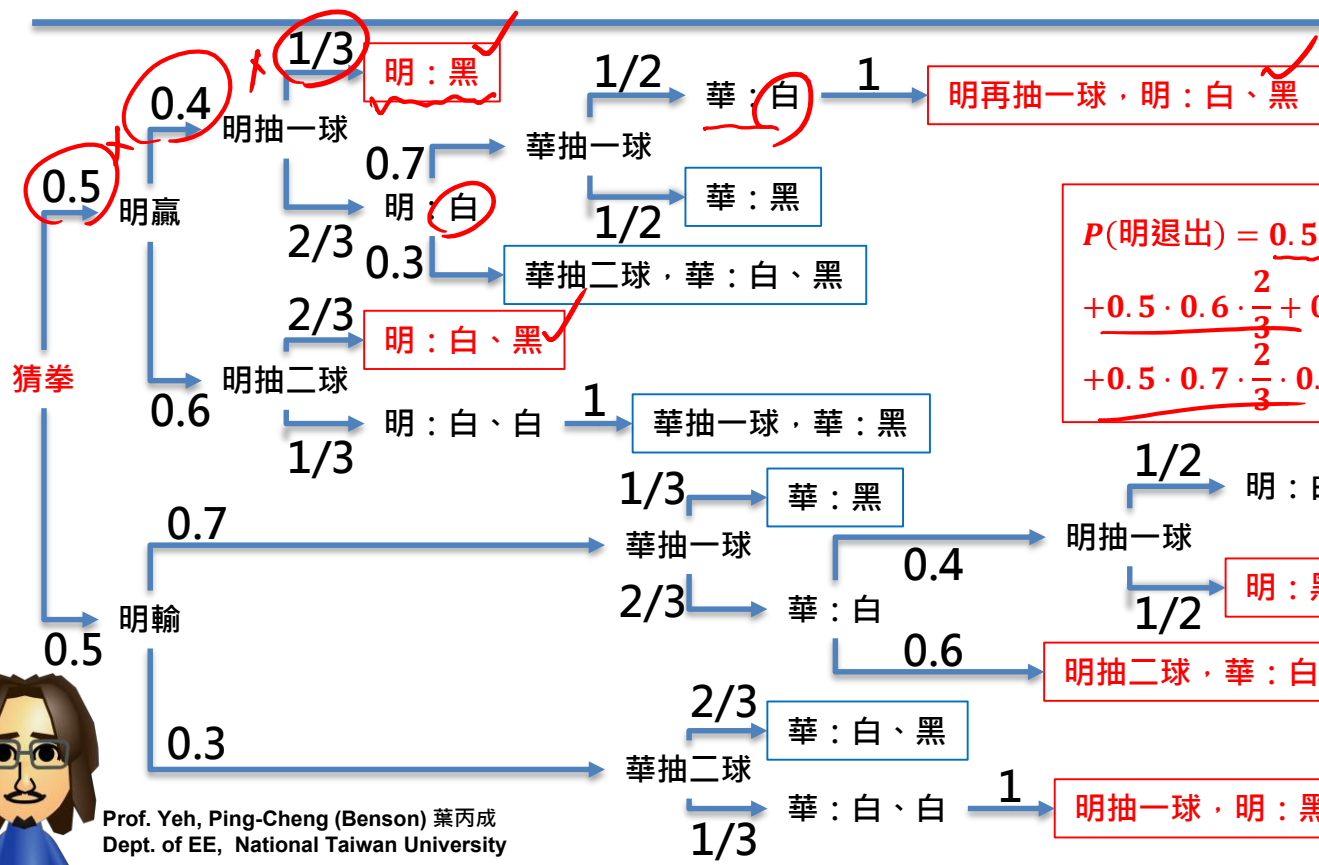 1/3
明：黑
0.4
明抽一球
1/2
華：白
1
明再抽一球，明：白、黑
0.7
華抽一球
0.5
明贏
2/3
明：白
1/2
華：黑
0.3
華抽二球，華：白、黑
P(明退出) = 0.5
+0.5 · 0.6 · 2/3 + 0
+0.5 · 0.7 · 2/3 · 0.
2/3
明：白、黑
猜拳
0.6
明抽二球
1/3
明：白、白
1
華抽一球，華：黑
0.7
1/3
華：黑
華抽一球
2/3
華：白
0.4
明抽一球
1/2
明：
1/2
明：黑
0.5
明輸
0.6
明抽二球，華：白
0.3
2/3
華：白、黑
華抽二球
1/3
華：白、白
1
明抽一球，明：黑
Prof. Yeh, Ping-Cheng (Benson) 葉丙成
Dept. of EE, National Taiwan University